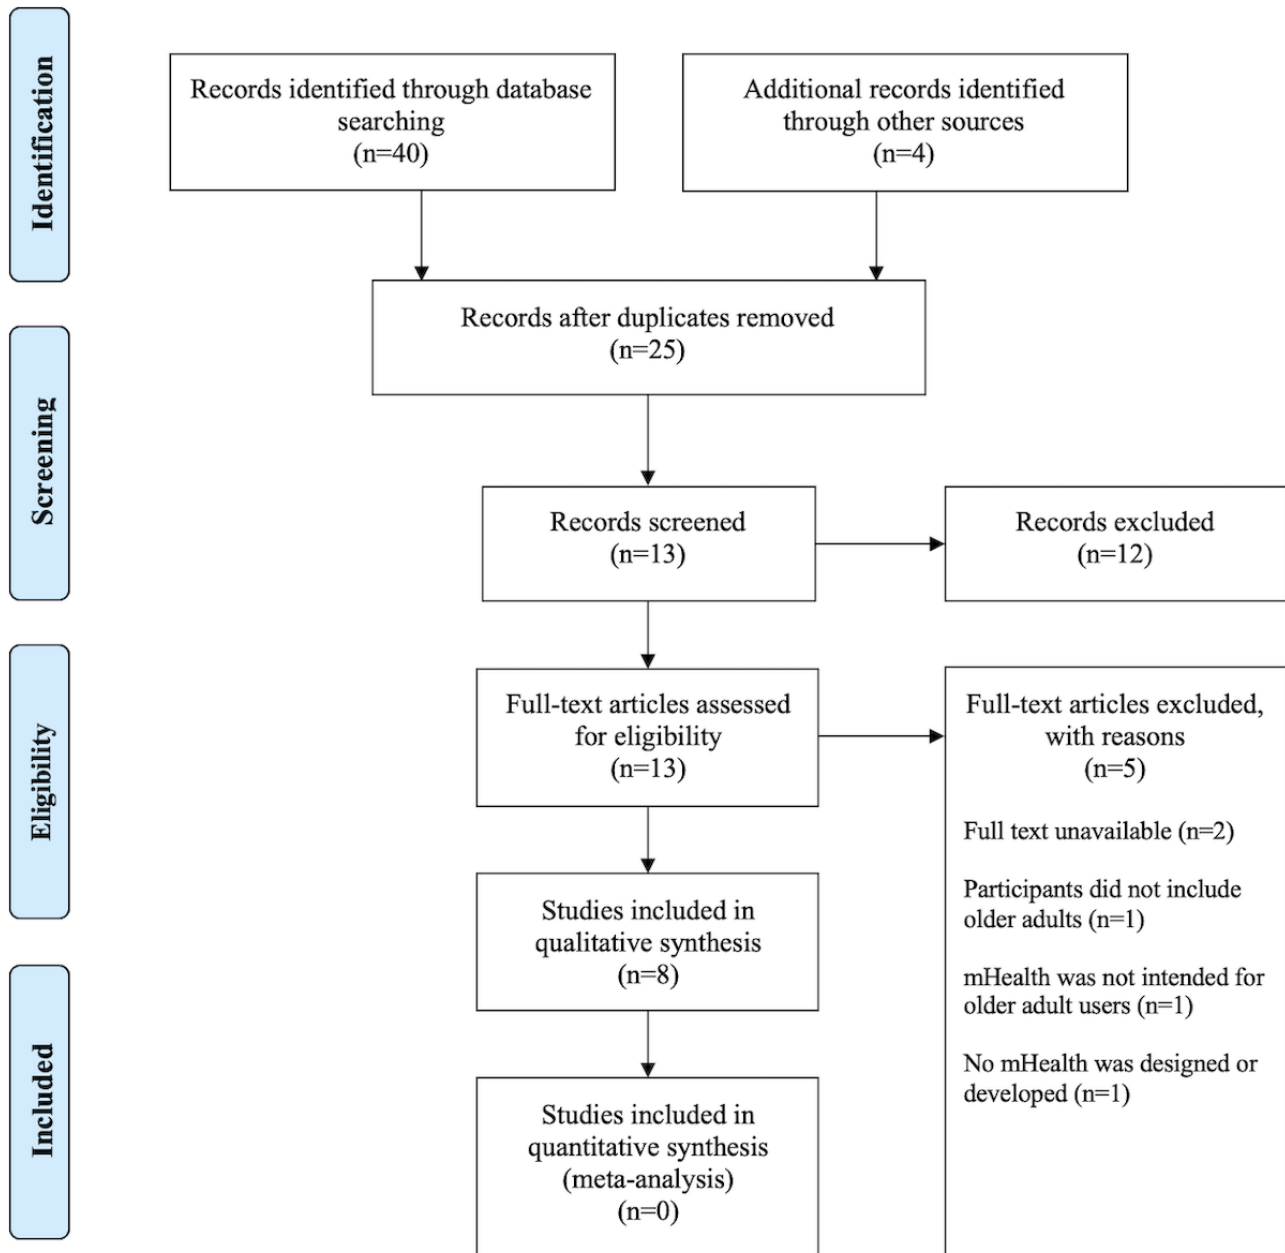 Identification
Records identified through database
searching
(n=40)
Additional records identified
through other sources
(n=4)
Records after duplicates removed
(n=25)
Screening
Records screened
(n=13)
Records excluded
(n=12)
Eligibility
Full-text articles assessed
for eligibility
(n=13)
Full-text articles excluded,
with reasons
(n=5)
Full text unavailable (n=2)
Participants did not include
older adults (n=1)
mHealth was not intended for
older adult users (n=1)
No mHealth was designed or
developed (n=1)
Studies included in
qualitative synthesis
(n=8)
Included
Studies included in
quantitative synthesis
(meta-analysis)
(n=0)